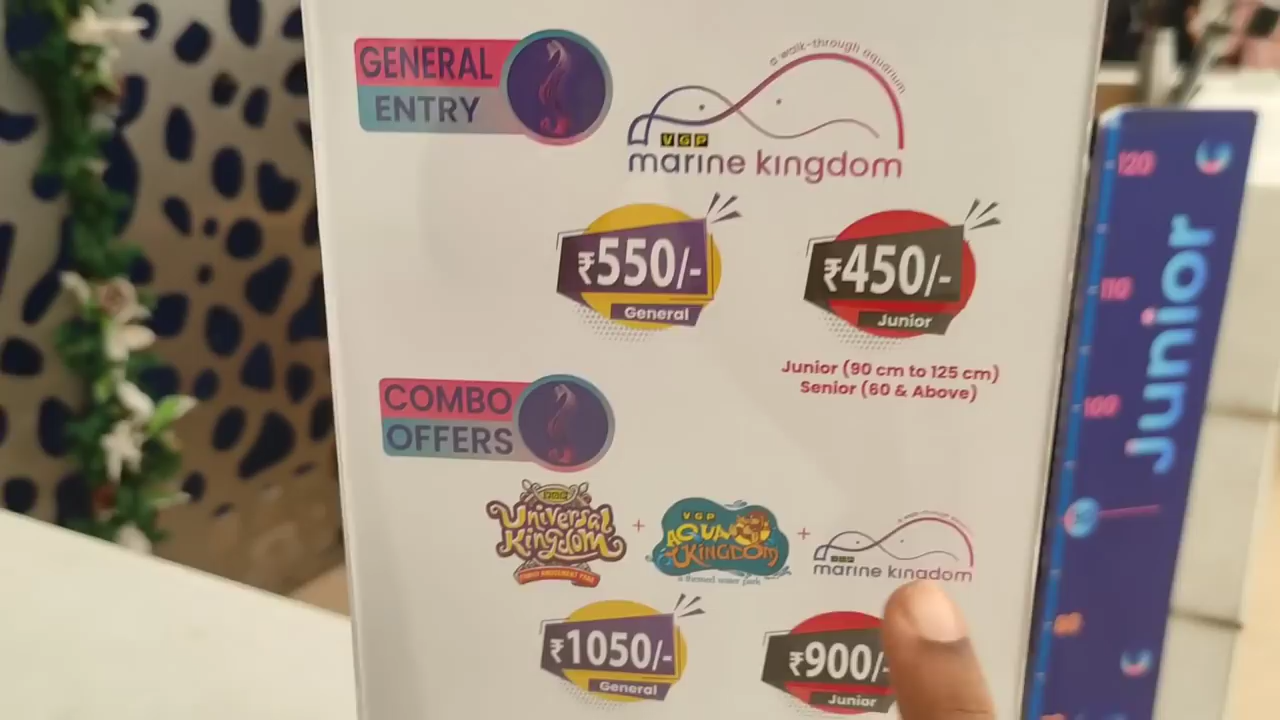 GENERAL
ENTRY
a walk-through aquarium
VGP
marine kingdom
₹550/-
General
₹450/-
Junior
Junior (90 cm to 125 cm)
Senior (60 & Above)
COMBO
OFFERS
Universal
Kingdom
+
VGP
AQUA
KINGDOM
a themed water park
+
marine kingdom
₹1050/-
General
₹900/-
Junior
120
110
100
80
Junior